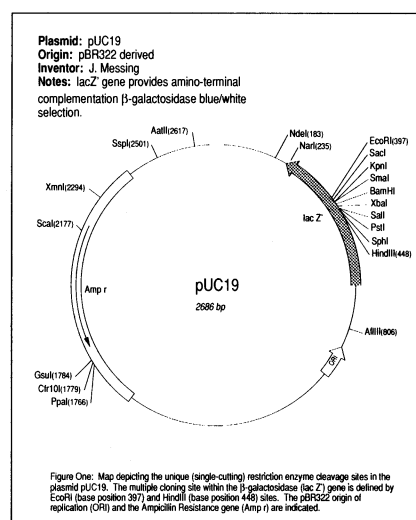 Plasmid: pUC19
Origin: pBR322 derived
Inventor: J. Messing
Notes: lacZ' gene provides amino-terminal
complementation β-galactosidase blue/white
selection.
AatII(2617)
SspI(2501)
XmnI(2294)
ScaI(2177)
NdeI(183)
NarI(235)
EcoRI(397)
SacI
KpnI
SmaI
BamHI
XbaI
SalI
PstI
SphI
HindIII(448)
lac Z'
pUC19
2686 bp
Amp r
AflIII(806)
ORI
GsuI(1784)
Cfr10I(1779)
PpaI(1766)
Figure One: Map depicting the unique (single-cutting) restriction enzyme cleavage sites in the
plasmid pUC19. The multiple cloning site within the β-galactosidase (lac Z') gene is defined by
EcoRI (base position 397) and HindIII (base position 448) sites. The pBR322 origin of
replication (ORI) and the Ampicillin Resistance gene (Amp r) are indicated.